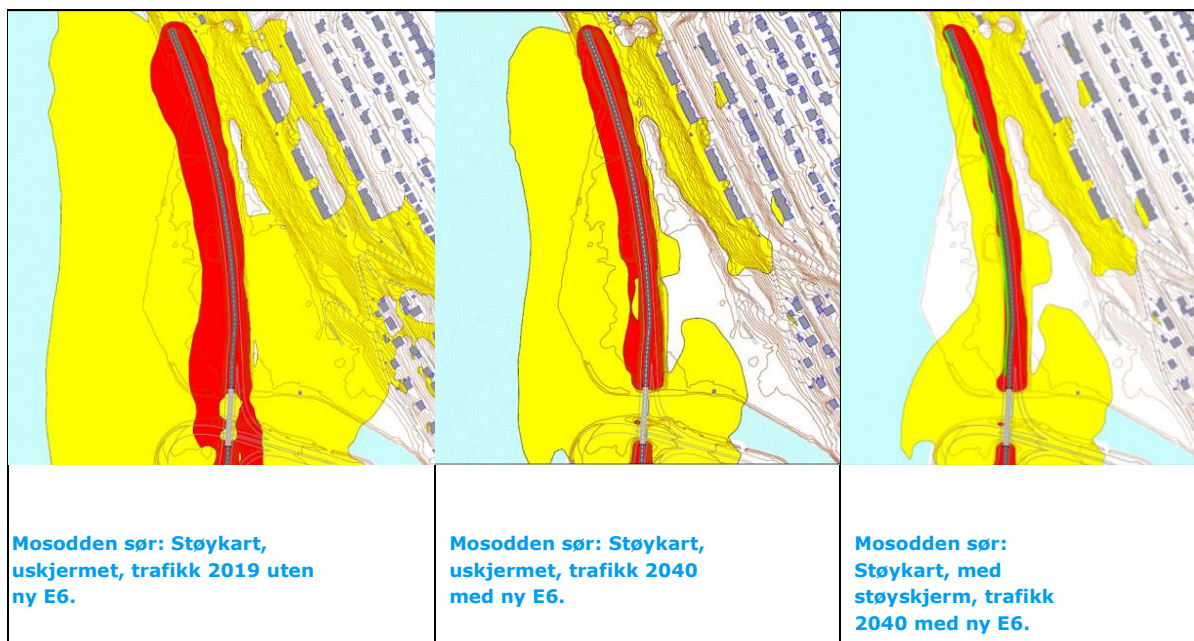 Mosodden sør: Støykart,
uskjermet, trafikk 2019 uten
ny E6.
Mosodden sør: Støykart,
uskjermet, trafikk 2040
med ny E6.
Mosodden sør:
Støykart, med
støyskjerm, trafikk
2040 med ny E6.